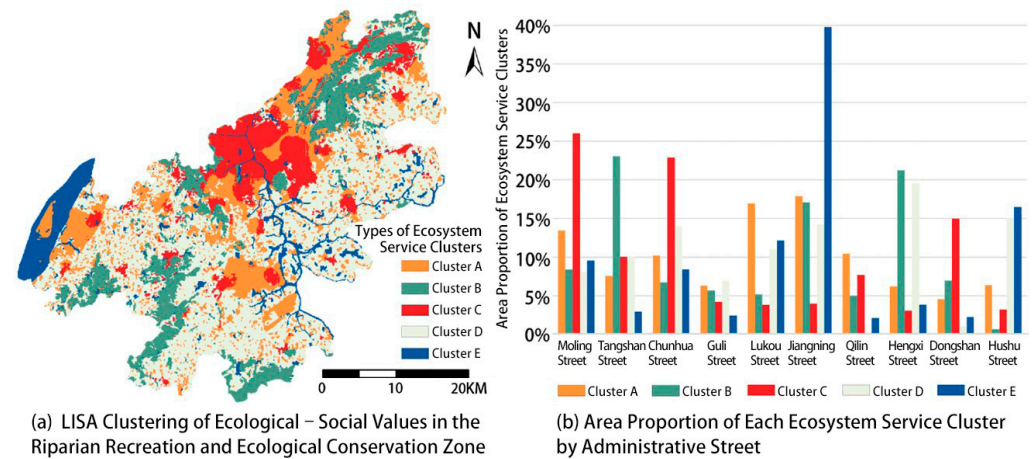 N
Types of Ecosystem
Service Clusters
Cluster A
Cluster B
Cluster C
Cluster D
Cluster E
0 10 20KM
(a) LISA Clustering of Ecological – Social Values in the
Riparian Recreation and Ecological Conservation Zone
Area Proportion of Ecosystem Service Clusters
40%
35%
30%
25%
20%
15%
10%
5%
0%
Moling Street
Tangshan Street
Chunhua Street
Guli Street
Lukou Street
Jiangning Street
Qilin Street
Hengxi Street
Dongshan Street
Hushu Street
Cluster A Cluster B Cluster C Cluster D Cluster E
(b) Area Proportion of Each Ecosystem Service Cluster
by Administrative Street